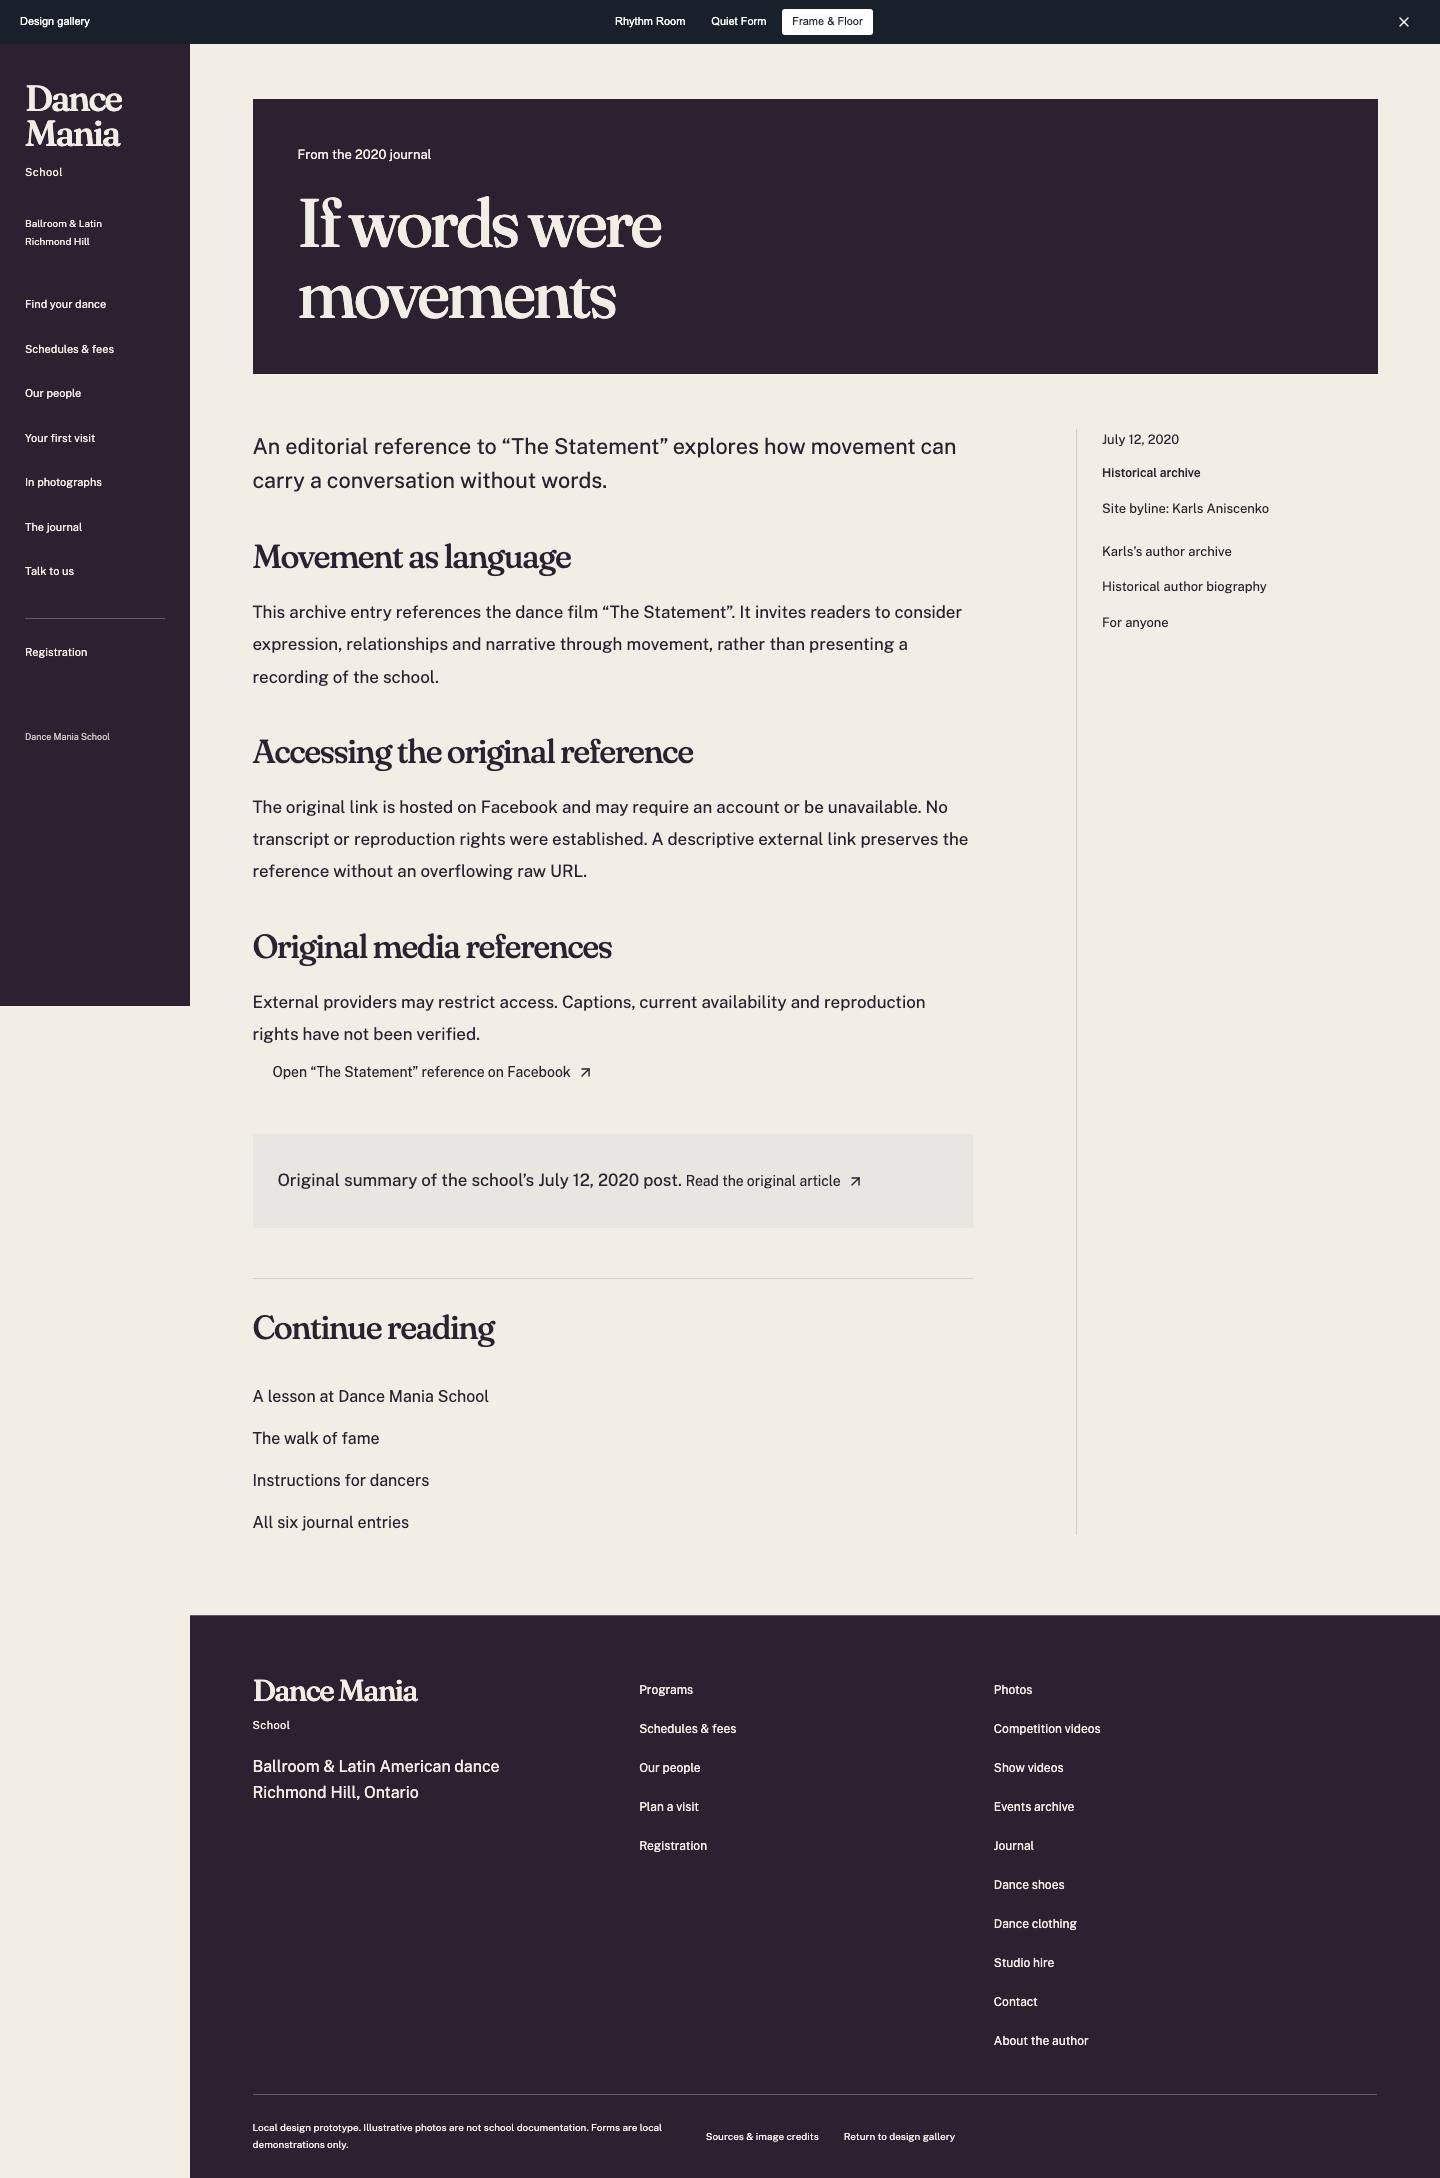 Design gallery
Rhythm Room
Quiet Form
Frame & Floor
Dance
Mania
School
Ballroom & Latin
Richmond Hill
Find your dance
Schedules & fees
Our people
Your first visit
In photographs
The journal
Talk to us
Registration
Dance Mania School
From the 2020 journal
If words were
movements
An editorial reference to “The Statement” explores how movement can
carry a conversation without words.
Movement as language
This archive entry references the dance film “The Statement”. It invites readers to consider
expression, relationships and narrative through movement, rather than presenting a
recording of the school.
Accessing the original reference
The original link is hosted on Facebook and may require an account or be unavailable. No
transcript or reproduction rights were established. A descriptive external link preserves the
reference without an overflowing raw URL.
Original media references
External providers may restrict access. Captions, current availability and reproduction
rights have not been verified.
Open “The Statement” reference on Facebook
Original summary of the school’s July 12, 2020 post. Read the original article
Continue reading
A lesson at Dance Mania School
The walk of fame
Instructions for dancers
All six journal entries
July 12, 2020
Historical archive
Site byline: Karls Aniscenko
Karls’s author archive
Historical author biography
For anyone
Dance Mania
School
Ballroom & Latin American dance
Richmond Hill, Ontario
Programs
Schedules & fees
Our people
Plan a visit
Registration
Photos
Competition videos
Show videos
Events archive
Journal
Dance shoes
Dance clothing
Studio hire
Contact
About the author
Local design prototype. Illustrative photos are not school documentation. Forms are local
demonstrations only.
Sources & image credits
Return to design gallery